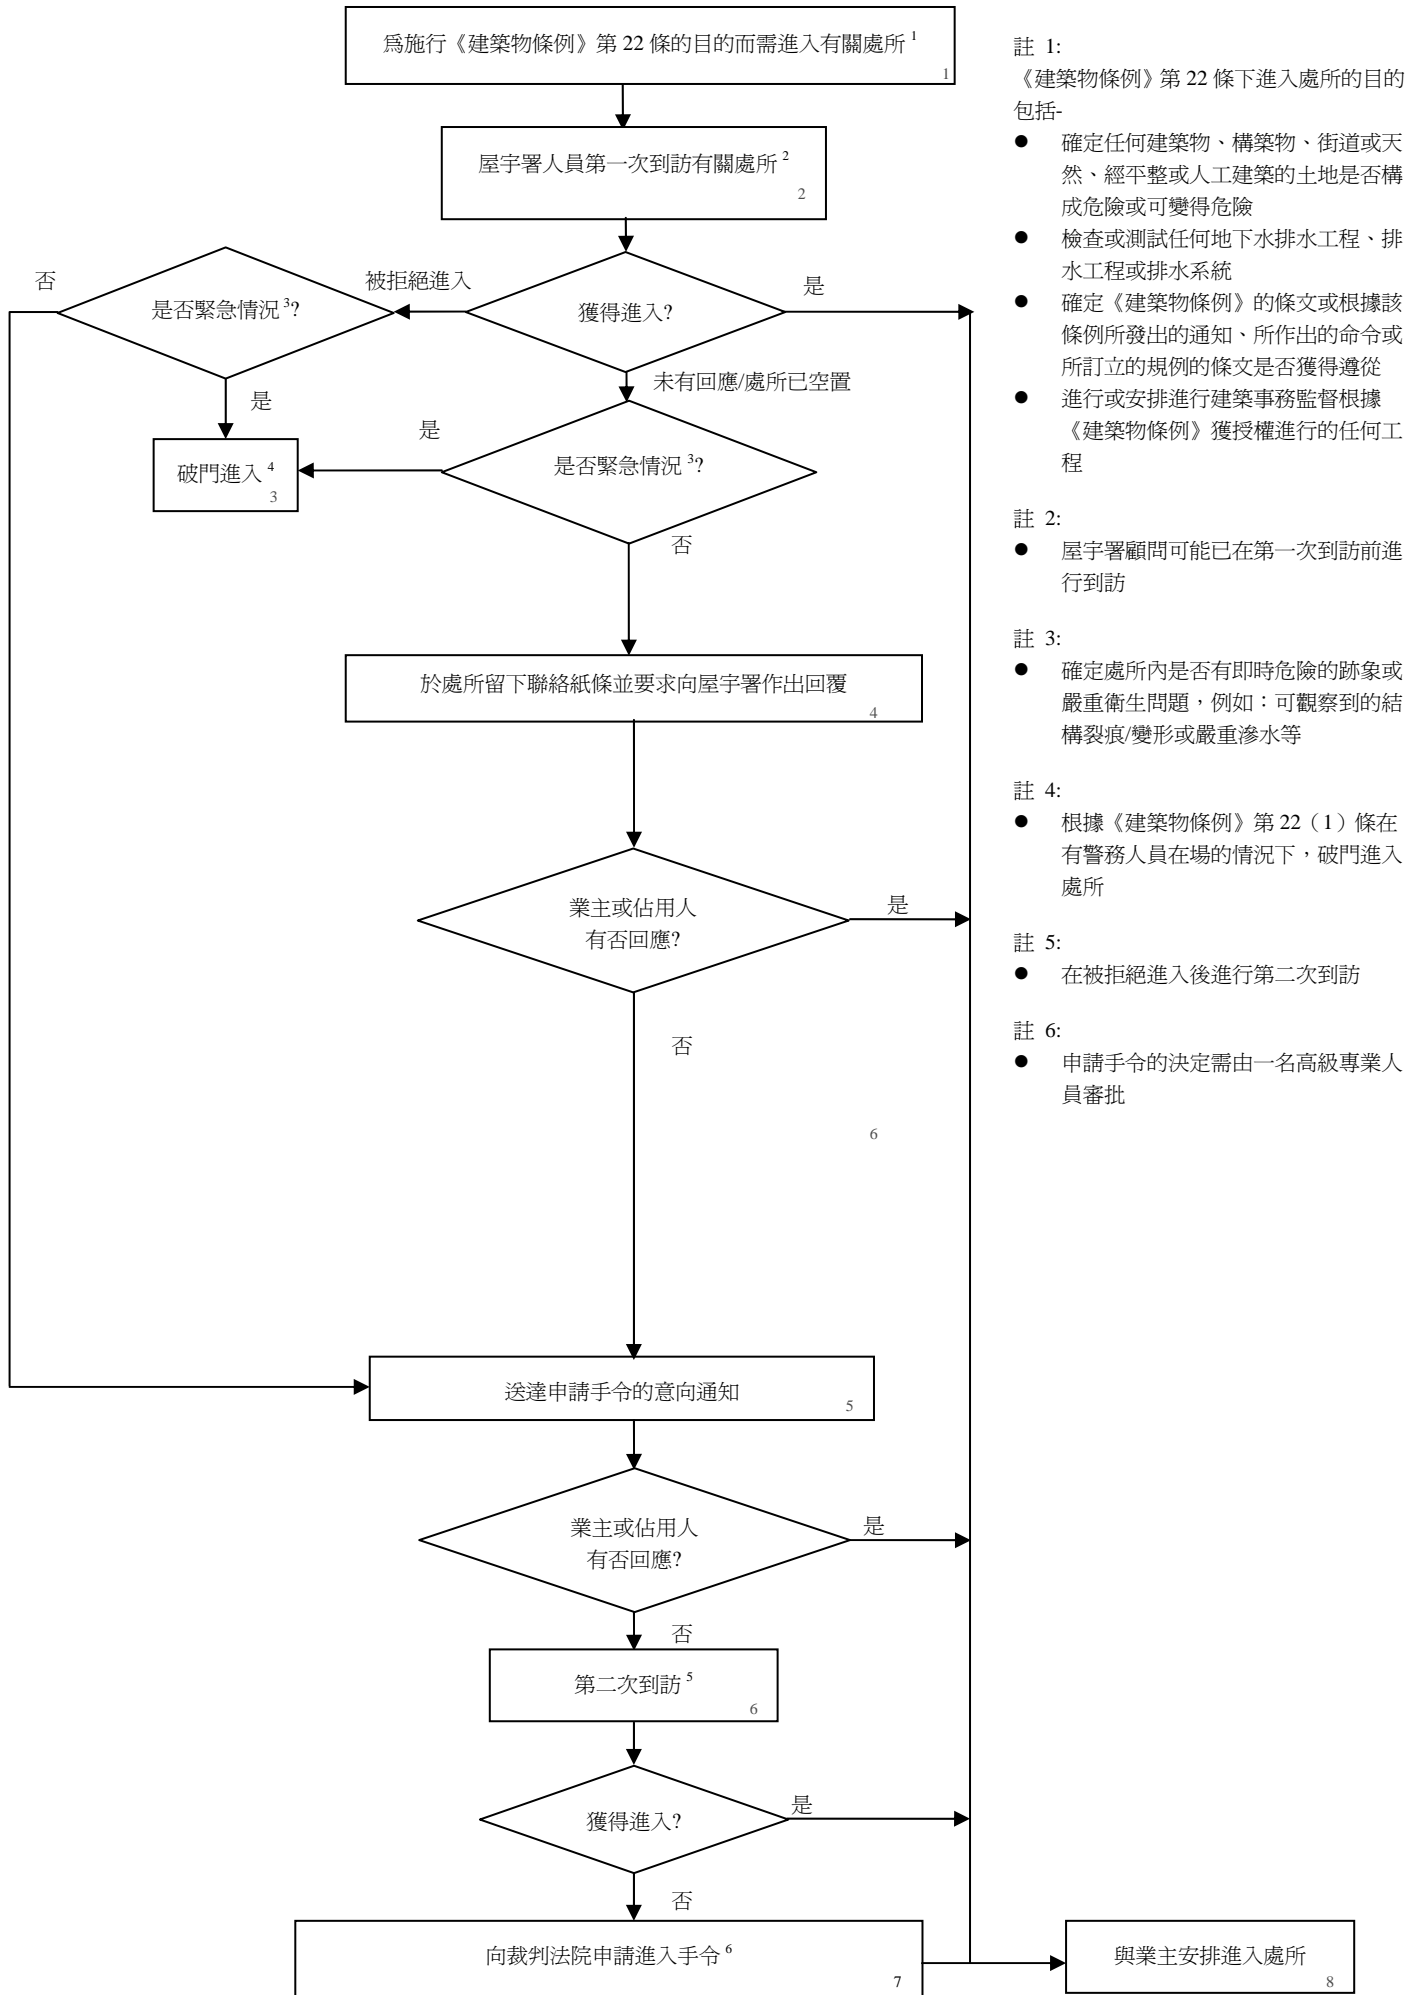 為施行《建築物條例》第 22 條的目的而需進入有關處所 1
1
屋宇署人員第一次到訪有關處所 2
2
否
是否緊急情況 3?
被拒絕進入
獲得進入?
是
是
未有回應/處所已空置
是
破門進入 4
3
是否緊急情況 3?
否
於處所留下聯絡紙條並要求向屋宇署作出回覆
4
業主或佔用人
有否回應?
是
否
6
送達申請手令的意向通知
5
業主或佔用人
有否回應?
是
否
第二次到訪 5
6
獲得進入?
是
否
向裁判法院申請進入手令 6
7
與業主安排進入處所
8
註 1:
《建築物條例》第 22 條下進入處所的目的
包括-
● 確定任何建築物、構築物、街道或天
然、經平整或人工建築的土地是否構
成危險或可變得危險
● 檢查或測試任何地下水排水工程、排
水工程或排水系統
● 確定《建築物條例》的條文或根據該
條例所發出的通知、所作出的命令或
所訂立的規例的條文是否獲得遵從
● 進行或安排進行建築事務監督根據
《建築物條例》獲授權進行的任何工
程
註 2:
● 屋宇署顧問可能已在第一次到訪前進
行到訪
註 3:
● 確定處所內是否有即時危險的跡象或
嚴重衛生問題，例如：可觀察到的結
構裂痕/變形或嚴重滲水等
註 4:
● 根據《建築物條例》第 22（1）條在
有警務人員在場的情況下，破門進入
處所
註 5:
● 在被拒絕進入後進行第二次到訪
註 6:
● 申請手令的決定需由一名高級專業人
員審批